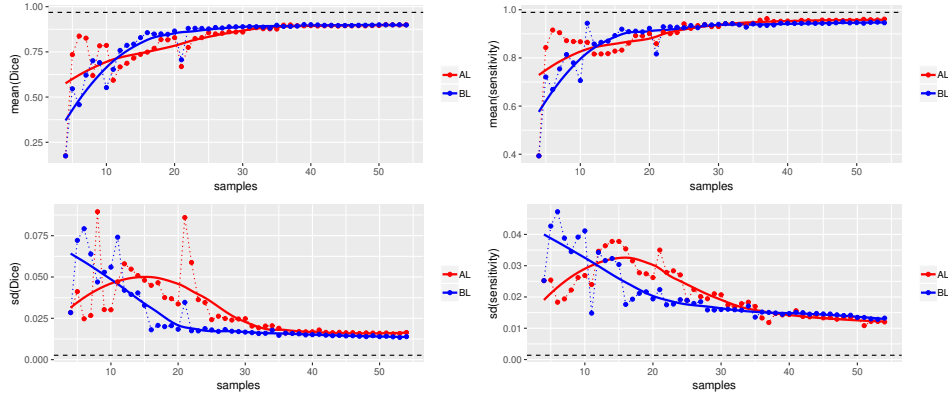 1.00
0.75
0.50
0.25
mean(Dice)
10 20 30 40 50
samples
AL
BL
1.0
0.8
0.6
0.4
mean(sensitivity)
10 20 30 40 50
samples
AL
BL
0.075
0.050
0.025
0.000
sd(Dice)
10 20 30 40 50
samples
AL
BL
0.04
0.03
0.02
0.01
0.00
sd(sensitivity)
10 20 30 40 50
samples
AL
BL